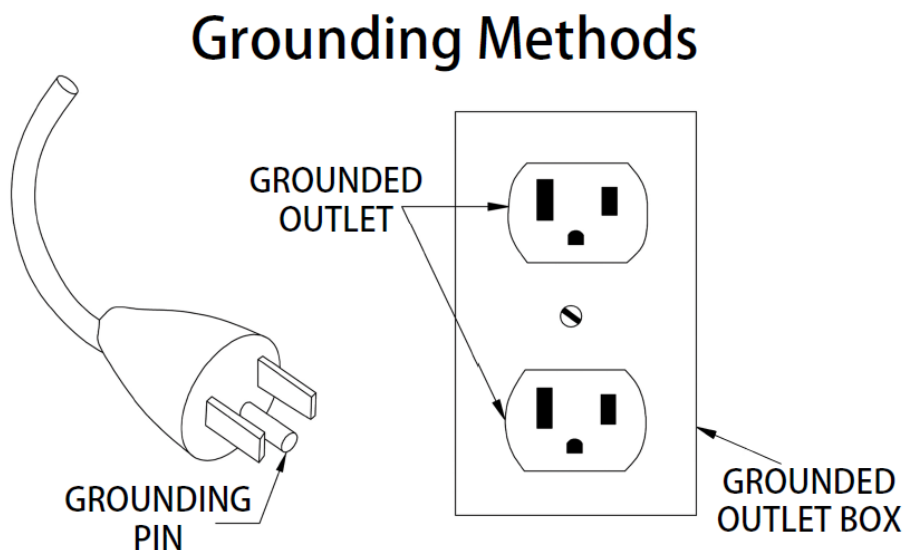 Grounding Methods
GROUNDED
OUTLET
GROUNDING
PIN
GROUNDED
OUTLET BOX